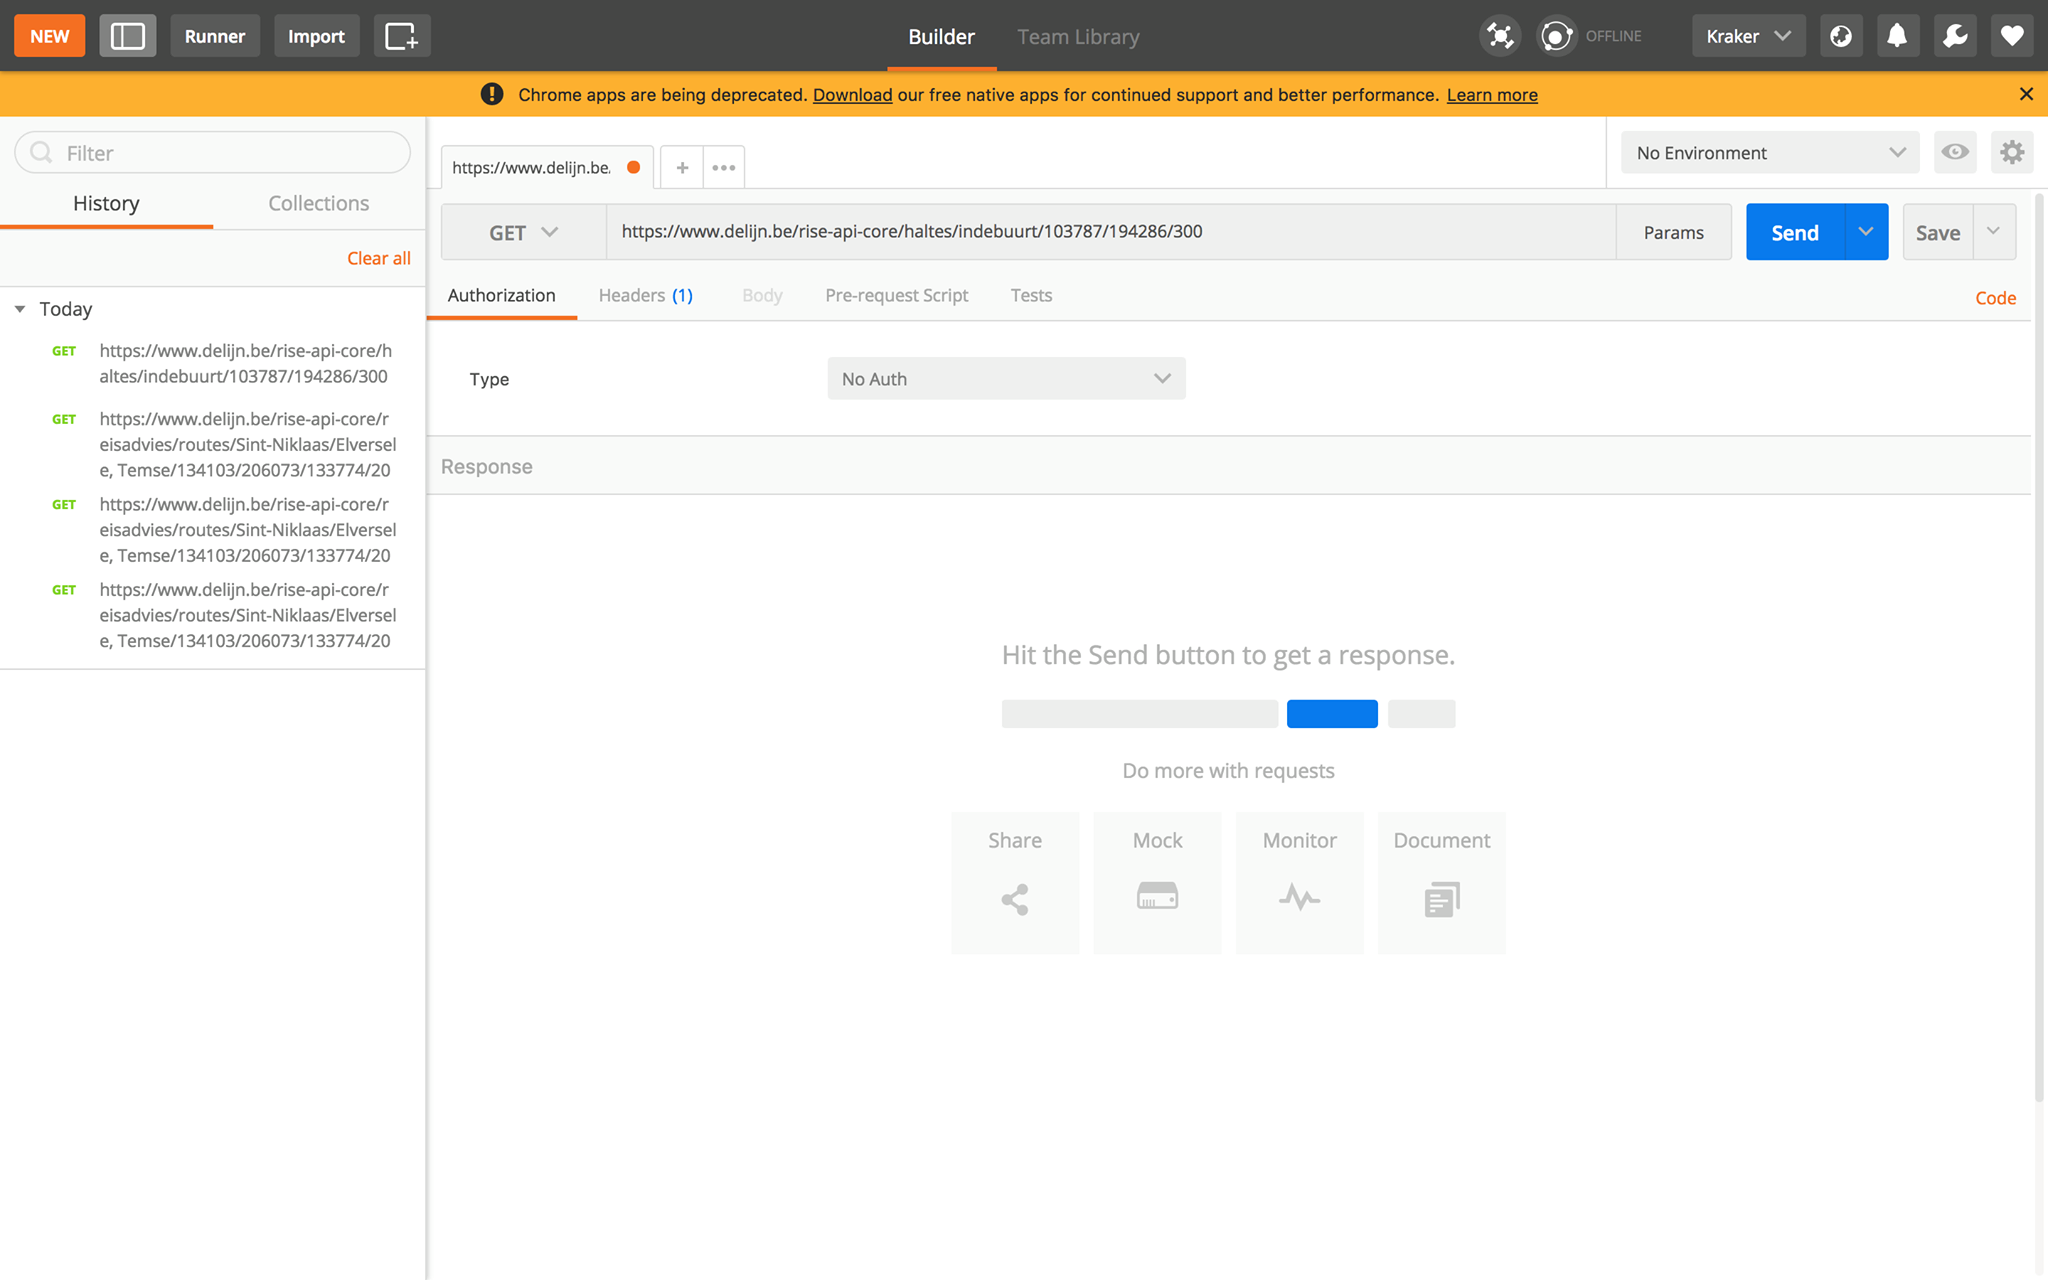 NEW
Runner
Import
Builder
Team Library
OFFLINE
Kraker
Chrome apps are being deprecated. Download our free native apps for continued support and better performance. Learn more
Filter
History
Collections
Clear all
Today
GET https://www.delijn.be/rise-api-core/h
altes/indebuurt/103787/194286/300
GET https://www.delijn.be/rise-api-core/r
eisadvies/routes/Sint-Niklaas/Elversel
e, Temse/134103/206073/133774/20
GET https://www.delijn.be/rise-api-core/r
eisadvies/routes/Sint-Niklaas/Elversel
e, Temse/134103/206073/133774/20
GET https://www.delijn.be/rise-api-core/r
eisadvies/routes/Sint-Niklaas/Elversel
e, Temse/134103/206073/133774/20
https://www.delijn.be/
No Environment
GET
https://www.delijn.be/rise-api-core/haltes/indebuurt/103787/194286/300
Params
Send
Save
Authorization
Headers (1)
Body
Pre-request Script
Tests
Code
Type
No Auth
Response
Hit the Send button to get a response.
Do more with requests
Share
Mock
Monitor
Document